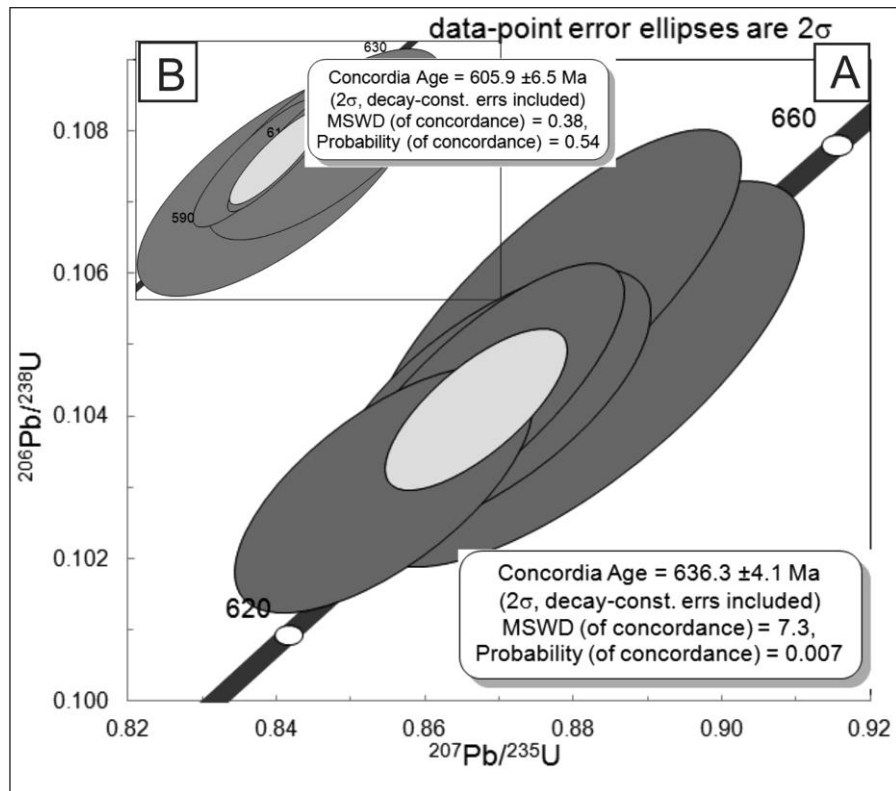 data-point error ellipses are 2σ
B
A
630
Concordia Age = 605.9 ±6.5 Ma
(2σ, decay-const. errs included)
MSWD (of concordance) = 0.38,
Probability (of concordance) = 0.54
590
660
0.108
0.106
0.104
0.102
0.100
206Pb/238U
620
Concordia Age = 636.3 ±4.1 Ma
(2σ, decay-const. errs included)
MSWD (of concordance) = 7.3,
Probability (of concordance) = 0.007
0.82
0.84
0.86
0.88
0.90
0.92
207Pb/235U